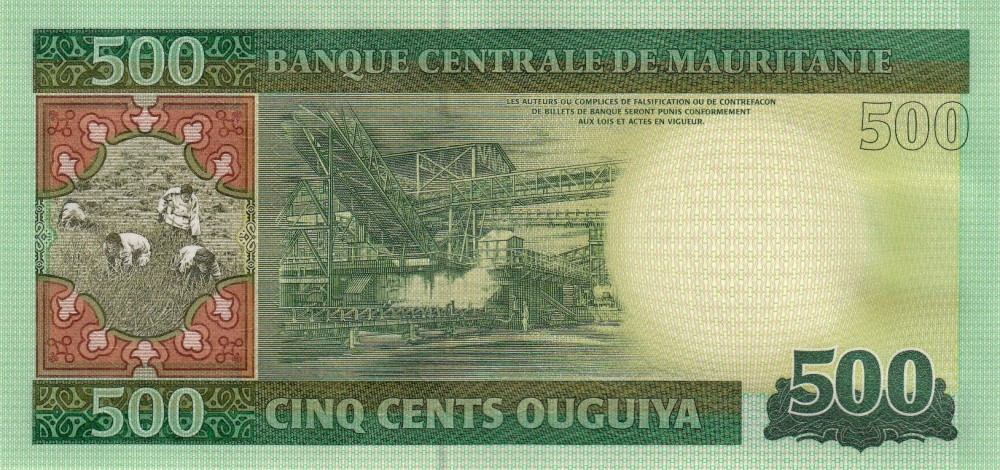 500 BANQUE CENTRALE DE MAURITANIE
LES AUTEURS OU COMPLICES DE FALSIFICATION OU DE CONTREFACON
DE BILLETS DE BANQUE SERONT PUNIS CONFORMEMENT
AUX LOIS ET ACTES EN VIGUEUR.
500
500
500 CINQ CENTS OUGUIYA